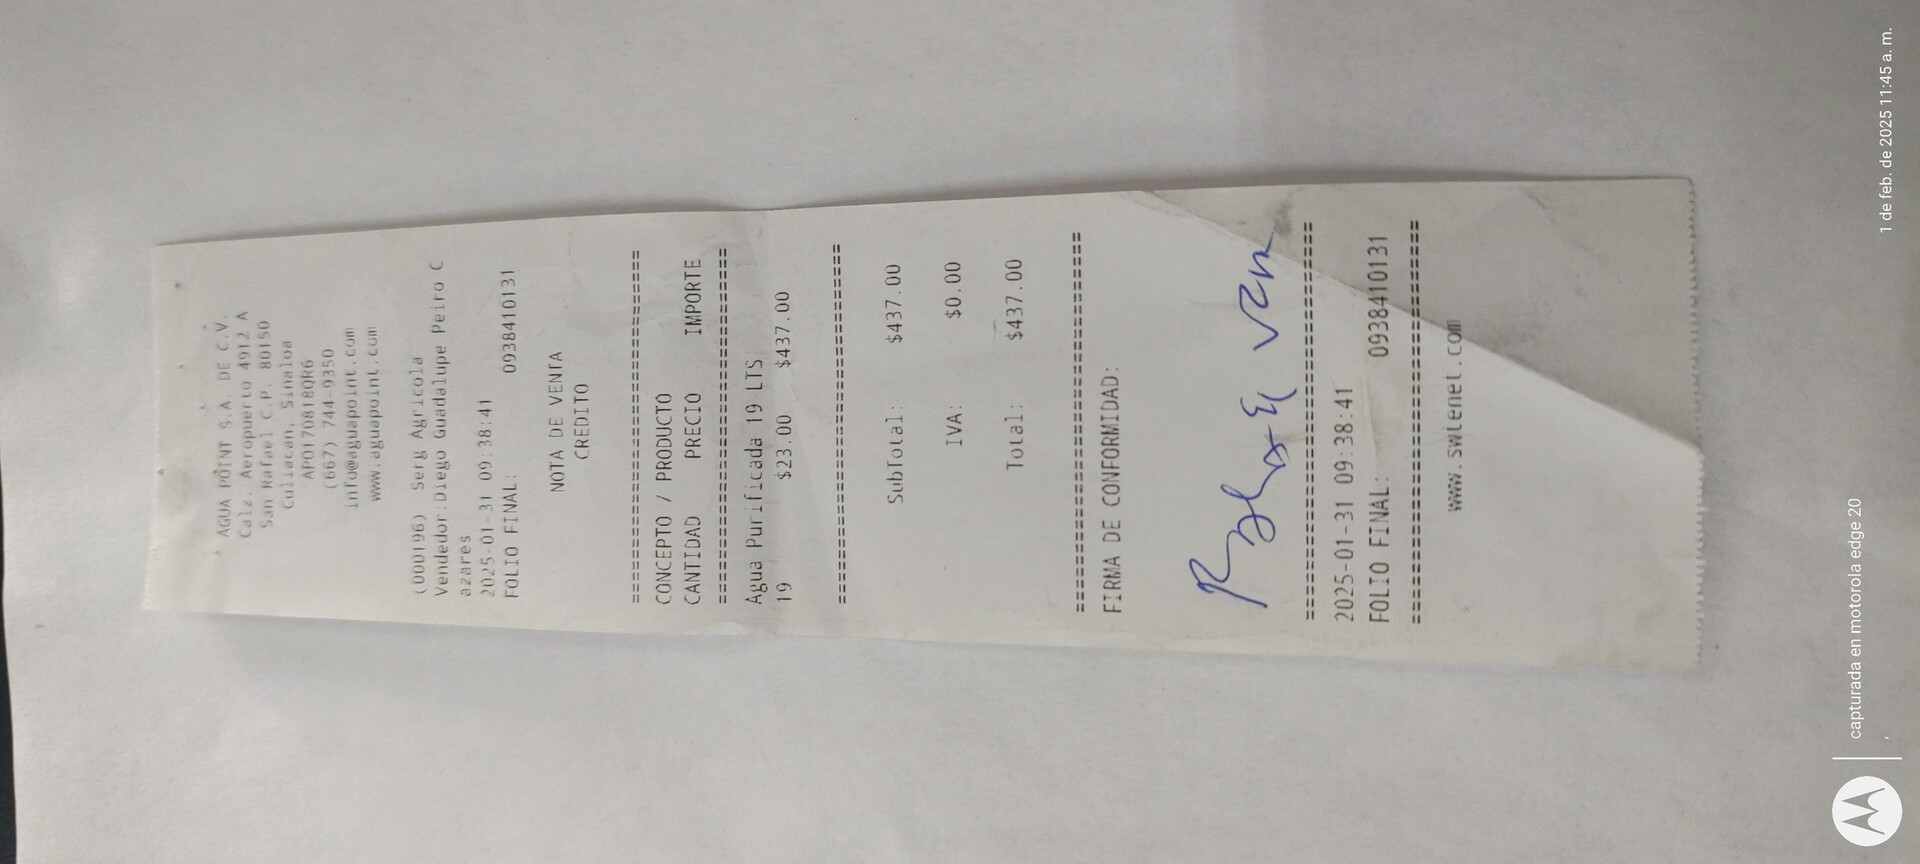 AGUA POINT S.A. DE C.V.
Calz. Aeropuerto 4912 A
San Rafael C.P. 80150
Culiacan, Sinaloa
APO170818QR6
(667) 744-9350
info@aguapoint.com
www.aguapoint.com
(000196) Serg Agricola
Vendedor:Diego Guadalupe Peiro C
azares
2025-01-31 09:38:41
FOLIO FINAL: 0938410131
NOTA DE VENTA
CREDITO
================================
CONCEPTO / PRODUCTO
CANTIDAD PRECIO IMPORTE
================================
Agua Purificada 19 LTS
19 $23.00 $437.00
================================
SubTotal: $437.00
IVA: $0.00
Total: $437.00
================================
FIRMA DE CONFORMIDAD:
================================
2025-01-31 09:38:41
FOLIO FINAL: 0938410131
================================
www.swtenet.com
capturada en motorola edge 20
1 de feb. de 2025 11:45 a. m.